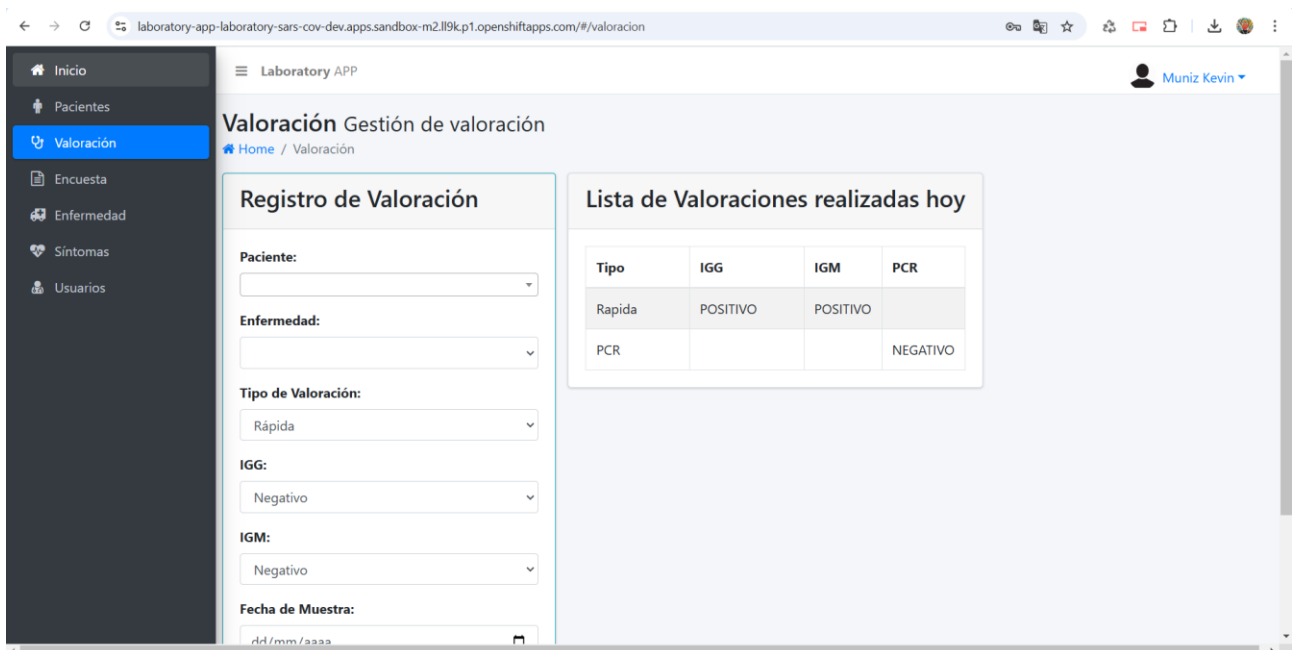 laboratory-app-laboratory-sars-cov-dev.apps.sandbox-m2.ll9k.p1.openshiftapps.com/#/valoracion
Inicio
Pacientes
Valoración
Encuesta
Enfermedad
Síntomas
Usuarios
Laboratory APP
Muniz Kevin
Valoración Gestión de valoración
Home / Valoración
Registro de Valoración
Paciente:
Enfermedad:
Tipo de Valoración:
Rápida
IGG:
Negativo
IGM:
Negativo
Fecha de Muestra:
dd/mm/aaaa
Lista de Valoraciones realizadas hoy
Tipo IGG IGM PCR
Rapida POSITIVO POSITIVO
PCR NEGATIVO